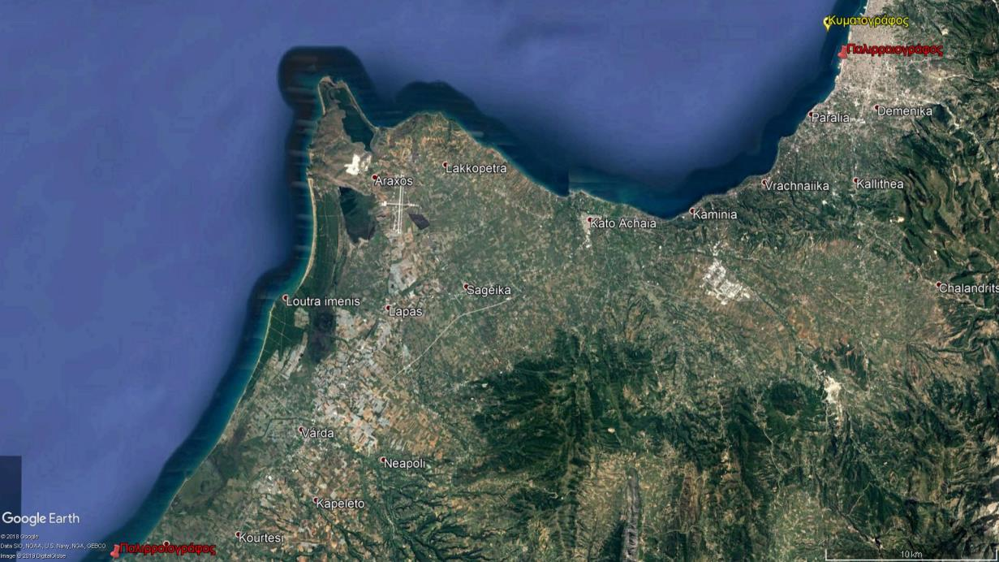 Κυματογράφος
Παλιρροιογράφος
Demenika
Paralia
Lakkopetra
Araxos
Vrachnaiika
Kallithea
Kaminia
Kato Achaia
Sageika
Chalandrits
Loutra imenis
Lapas
Varda
Neapoli
Kapeleto
Google Earth
Kourtesi
© 2018 Google
Data SIO, NOAA, U.S. Navy, NGA, GEBCO
Image © 2019 DigitalGlobe
Παλιρροιογράφος
10 km